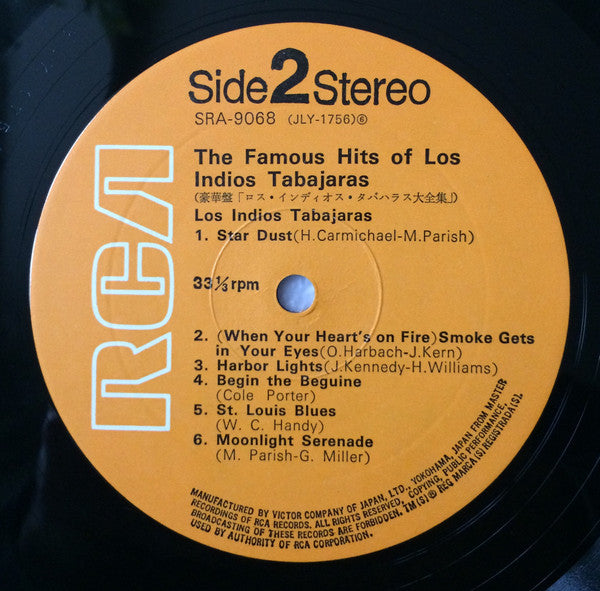 Side 2 Stereo
SRA-9068 (JLY-1756)⑥
The Famous Hits of Los
Indios Tabajaras
(豪華盤「ロス・インディオス・タバハラス大全集」)
Los Indios Tabajaras
1. Star Dust(H.Carmichael-M.Parish)
33⅓rpm
2. (When Your Heart's on Fire)Smoke Gets
in Your Eyes(O.Harbach-J.Kern)
3. Harbor Lights(J.Kennedy-H.Williams)
4. Begin the Beguine
(Cole Porter)
5. St. Louis Blues
(W. C. Handy)
6. Moonlight Serenade
(M. Parish-G. Miller)
RCA
MANUFACTURED BY VICTOR COMPANY OF JAPAN, LTD., YOKOHAMA, JAPAN FROM MASTER
RECORDINGS OF RCA RECORDS. ALL RIGHTS RESERVED, COPYING, PUBLIC PERFORMANCE,
BROADCASTING OF THESE RECORDS ARE FORBIDDEN. TM(S)® REG MARCA(S) REGISTRADA(S).
USED BY AUTHORITY OF RCA CORPORATION.